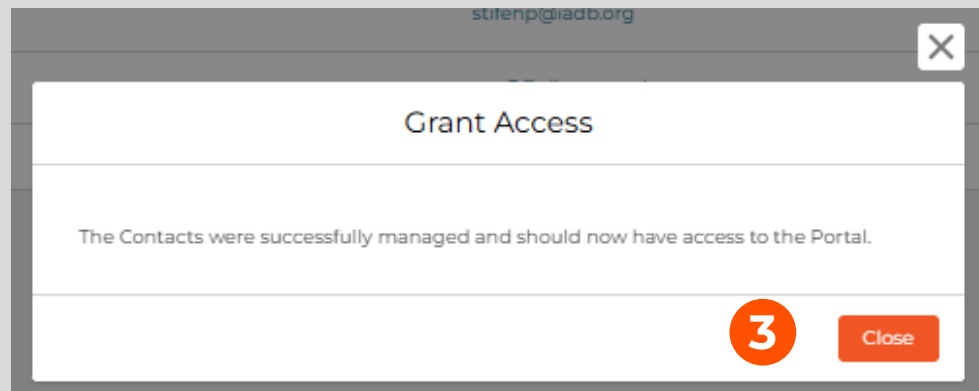 stifenp@iadb.org
Grant Access
The Contacts were successfully managed and should now have access to the Portal.
3
Close